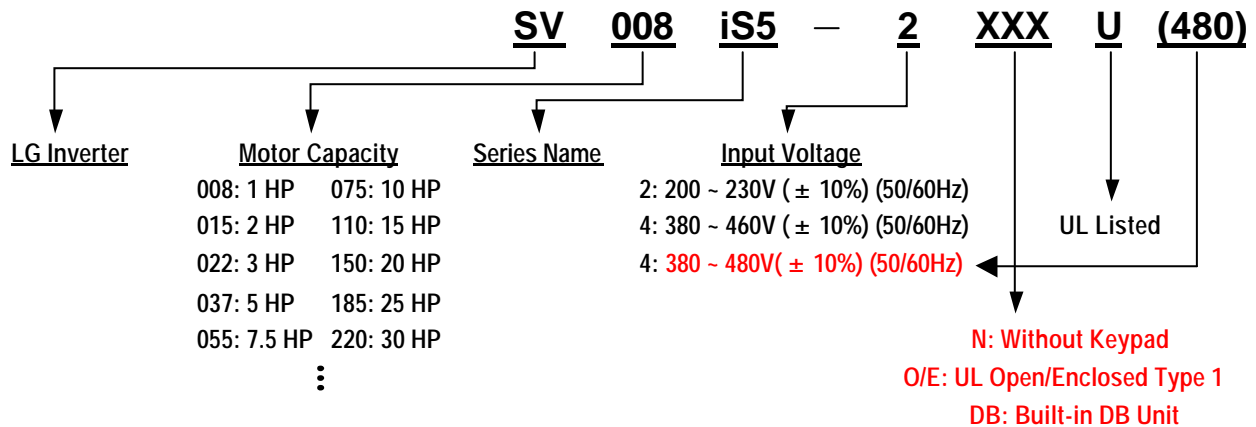 SV 008 iS5 – 2 XXX U (480)
LG Inverter
Motor Capacity
Series Name
Input Voltage
008: 1 HP 075: 10 HP
015: 2 HP 110: 15 HP
022: 3 HP 150: 20 HP
037: 5 HP 185: 25 HP
055: 7.5 HP 220: 30 HP
⋮
2: 200 ~ 230V ( ± 10%) (50/60Hz)
4: 380 ~ 460V ( ± 10%) (50/60Hz)
4: 380 ~ 480V( ± 10%) (50/60Hz)
UL Listed
N: Without Keypad
O/E: UL Open/Enclosed Type 1
DB: Built-in DB Unit